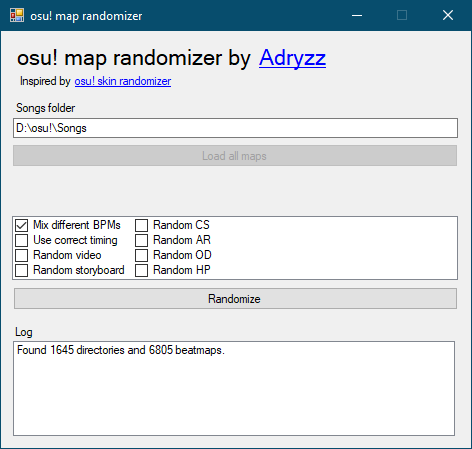 osu! map randomizer
osu! map randomizer by Adryzz
Inspired by osu! skin randomizer
Songs folder
D:\osu!\Songs
Load all maps
Mix different BPMs Random CS
Use correct timing Random AR
Random video Random OD
Random storyboard Random HP
Randomize
Log
Found 1645 directories and 6805 beatmaps.